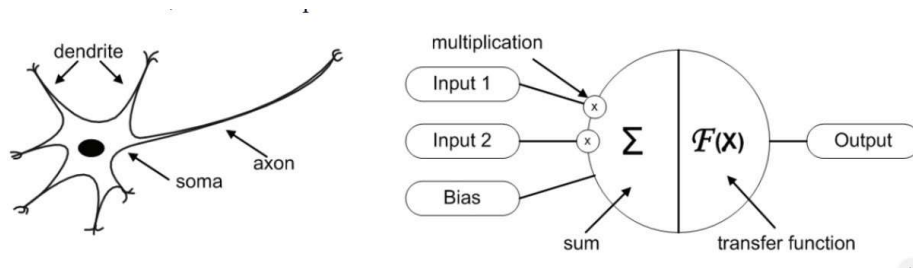 dendrite
soma
axon
multiplication
Input 1
x
Input 2
x
Bias
Σ
F(X)
Output
sum
transfer function